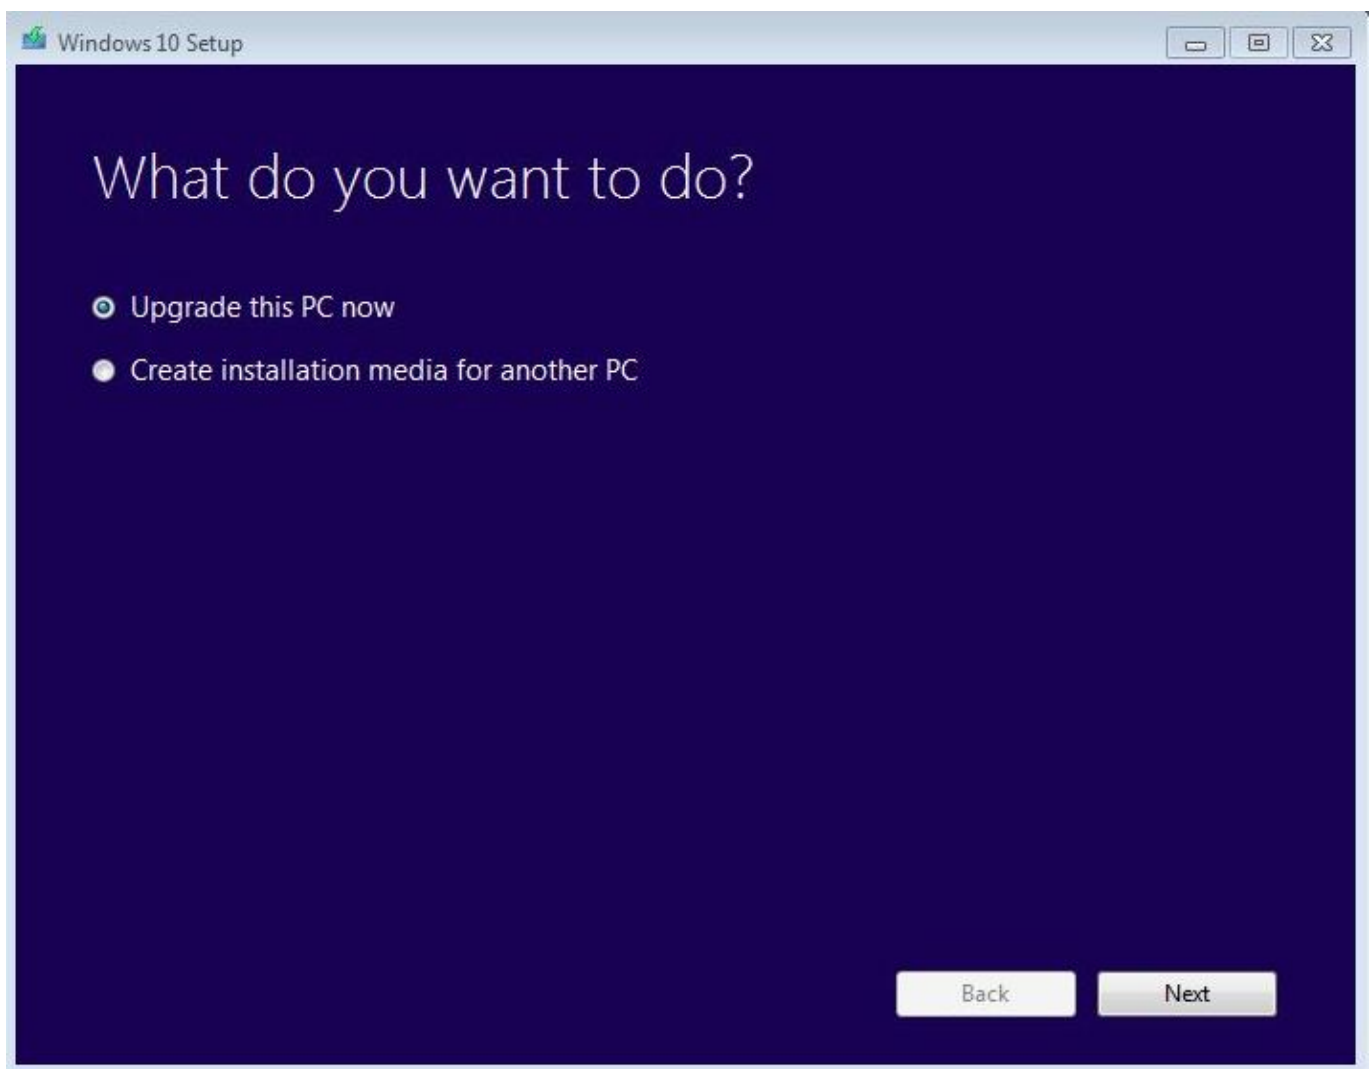 Windows 10 Setup
What do you want to do?
Upgrade this PC now
Create installation media for another PC
Back
Next